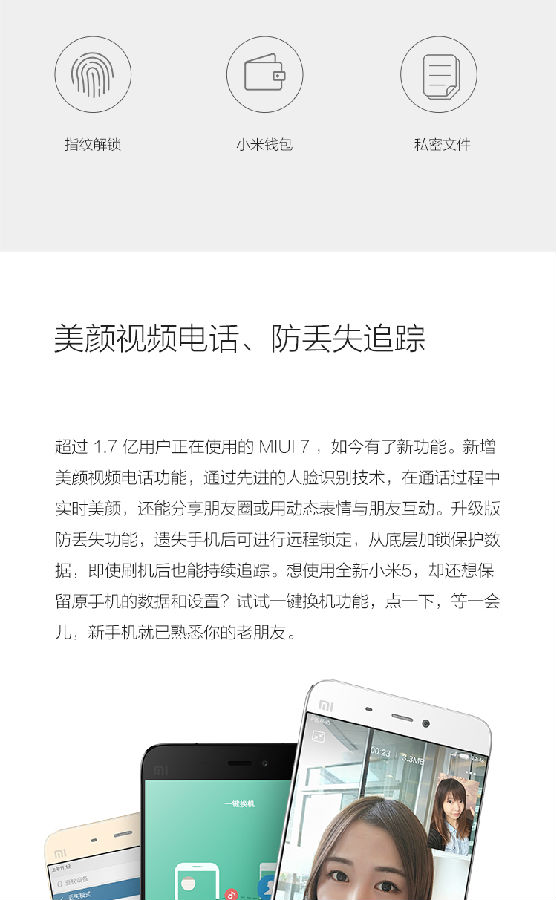 指纹解锁
小米钱包
私密文件
美颜视频电话、防丢失追踪
超过 1.7 亿用户正在使用的 MIUI 7 ，如今有了新功能。新增
美颜视频电话功能，通过先进的人脸识别技术，在通话过程中
实时美颜，还能分享朋友圈或用动态表情与朋友互动。升级版
防丢失功能，遗失手机后可进行远程锁定，从底层加锁保护数
据，即使刷机后也能持续追踪。想使用全新小米5，却还想保
留原手机的数据和设置？试试一键换机功能，点一下，等一会
儿，新手机就已熟悉你的老朋友。
mi
mi
一键换机
mi